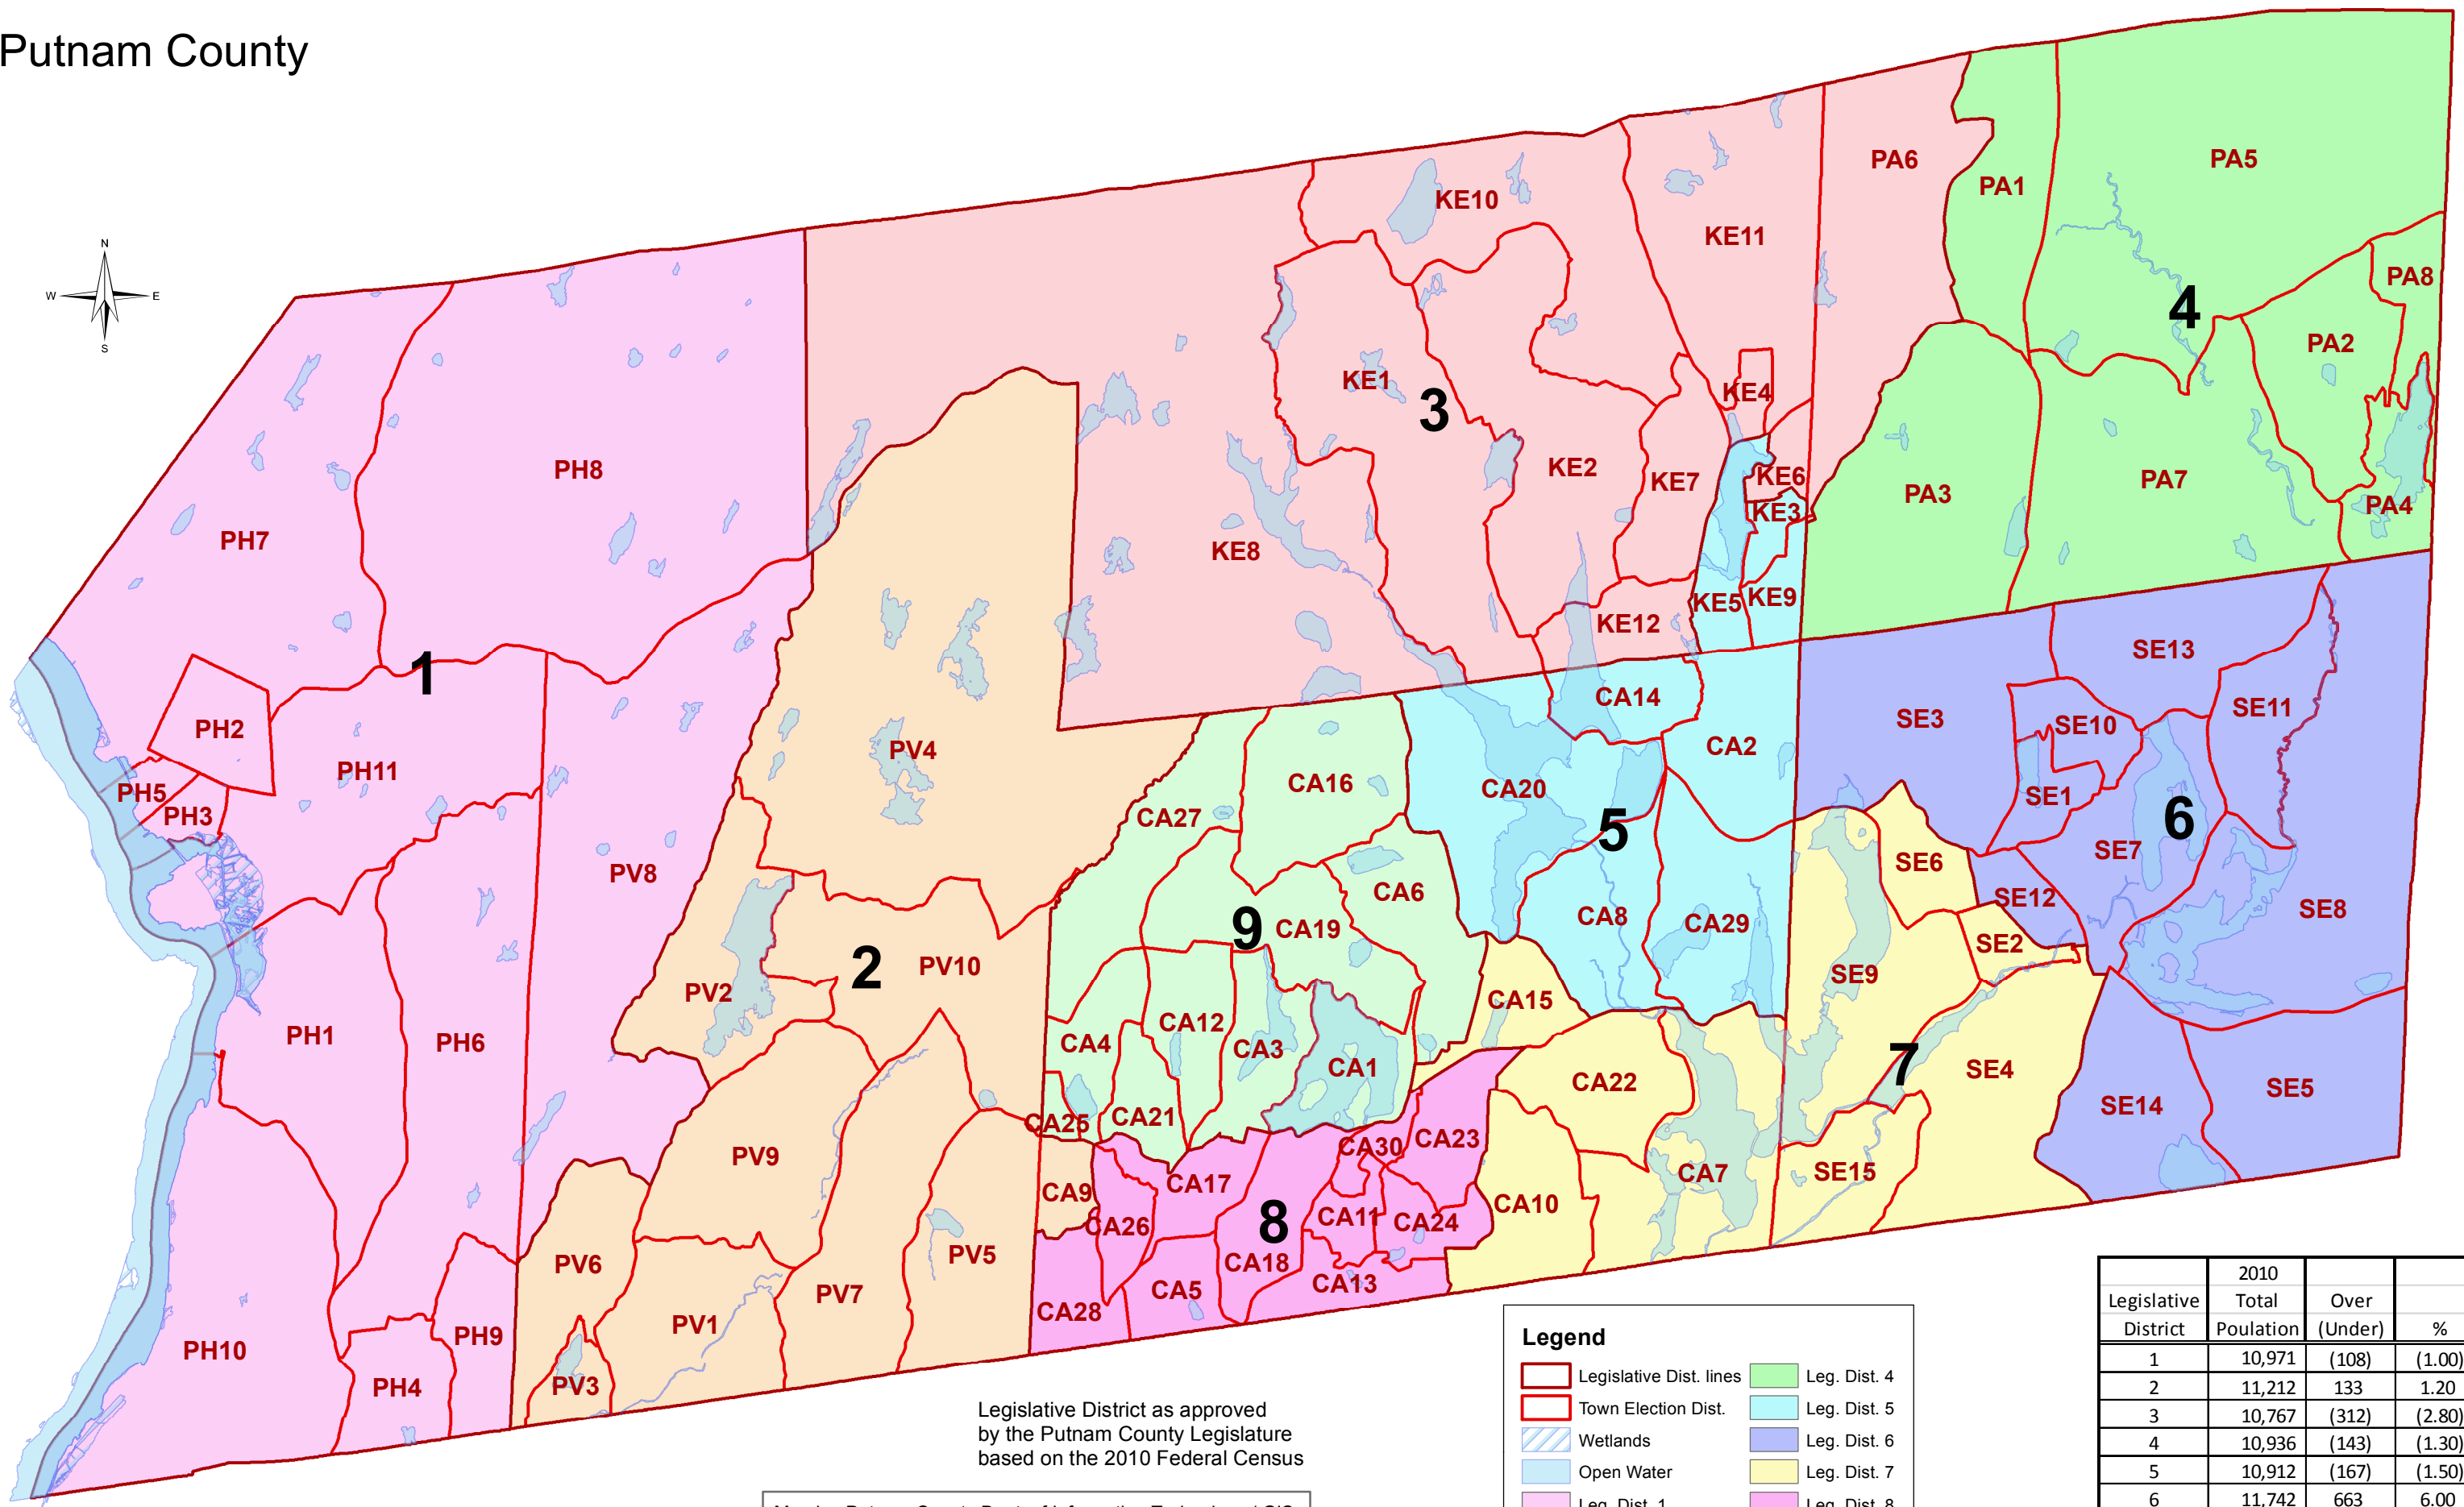 Putnam County
N
W
E
S
PA6
PA5
PA1
KE10
KE11
PA8
4
PA2
KE1
KE4
3
PH8
KE2
KE7
KE6
PA7
PA3
KE3
PA4
PH7
KE8
KE5
KE9
KE12
SE13
1
CA14
SE11
SE3
PH2
SE10
CA2
PV4
PH11
CA16
CA20
PH5
SE1
PH3
CA27
5
6
SE7
SE6
PV8
CA6
SE12
SE8
CA8
CA29
9
CA19
SE2
2
PV10
SE9
PV2
CA15
CA12
PH1
PH6
CA4
CA3
CA1
7
SE4
CA22
SE5
SE14
CA25
CA21
CA23
CA30
PV9
CA7
SE15
CA17
CA9
CA10
8
CA11
CA24
CA26
PV5
PV6
CA18
CA13
PV7
CA5
CA28
PV1
PH9
PH10
PH4
PV3
Legislative District as approved
by the Putnam County Legislature
based on the 2010 Federal Census
Legend
Legislative Dist. lines
Leg. Dist. 4
Town Election Dist.
Leg. Dist. 5
Wetlands
Leg. Dist. 6
Open Water
Leg. Dist. 7
Leg. Dist. 1
Leg. Dist. 8
2010
Legislative Total Over
District Poulation (Under) %
1 10,971 (108) (1.00)
2 11,212 133 1.20
3 10,767 (312) (2.80)
4 10,936 (143) (1.30)
5 10,912 (167) (1.50)
6 11,742 663 6.00